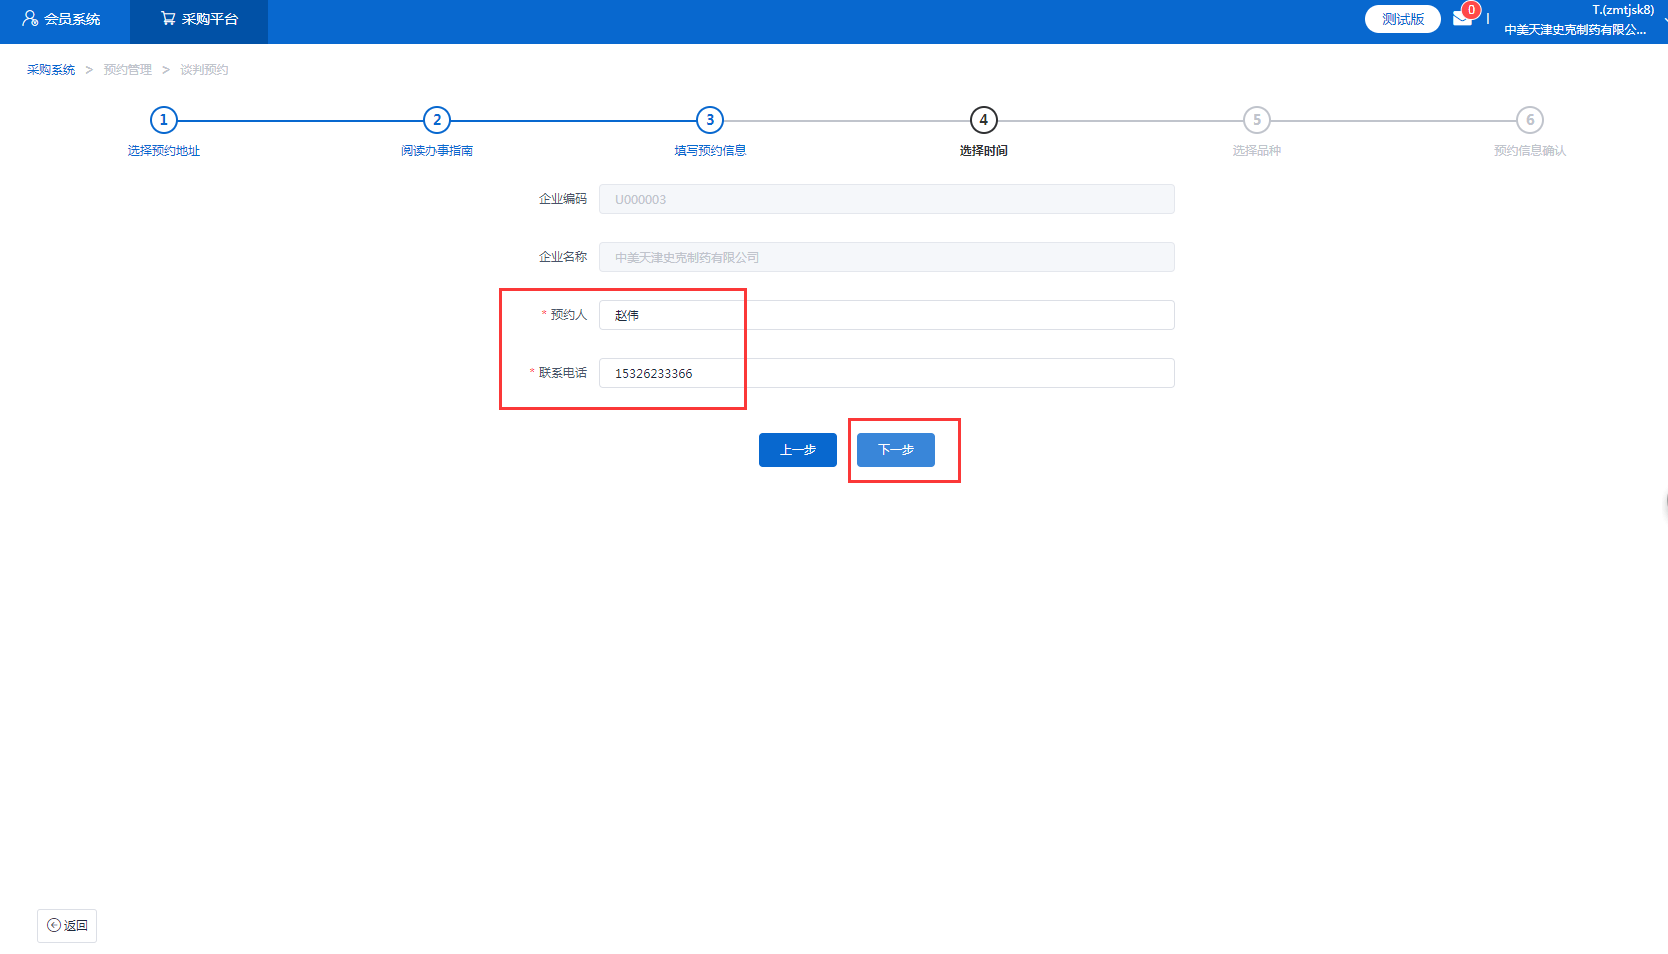 会员系统
采购平台
测试版
0
T.(zmtjsk8)
中美天津史克制药有限公...
采购系统 > 预约管理 > 谈判预约
1
2
3
4
5
6
选择预约地址
阅读办事指南
填写预约信息
选择时间
选择品种
预约信息确认
企业编码 U000003
企业名称 中美天津史克制药有限公司
* 预约人 赵伟
* 联系电话 15326233366
上一步
下一步
返回